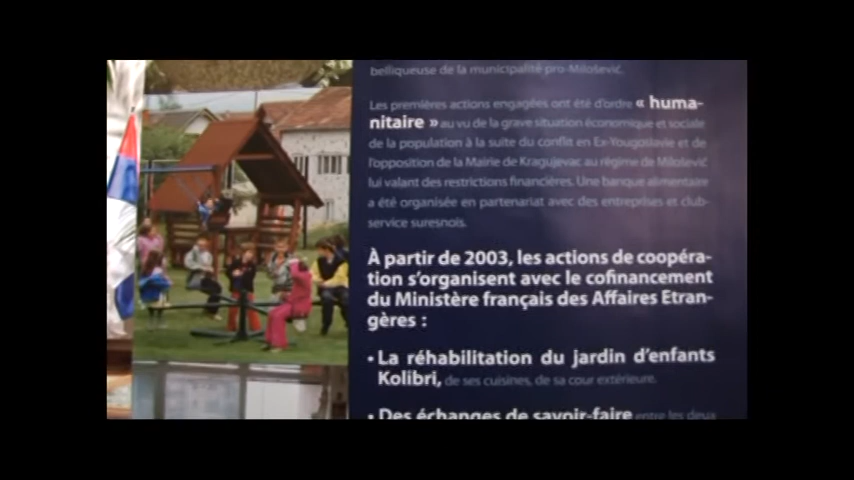 belliqueuse de la municipalité pro-Milošević.
Les premières actions engagées ont été d'ordre « huma-
nitaire » au vu de la grave situation économique et sociale
de la population à la suite du conflit en Ex-Yougoslavie et de
l'opposition de la Mairie de Kragujevac au régime de Milošević
lui valant des restrictions financières. Une banque alimentaire
a été organisée en partenariat avec des entreprises et club-
service suresnois.
À partir de 2003, les actions de coopéra-
tion s'organisent avec le cofinancement
du Ministère français des Affaires Etran-
gères :
• La réhabilitation du jardin d'enfants
Kolibri, de ses cuisines, de sa cour extérieure.
• Des échanges de savoir-faire entre les deux